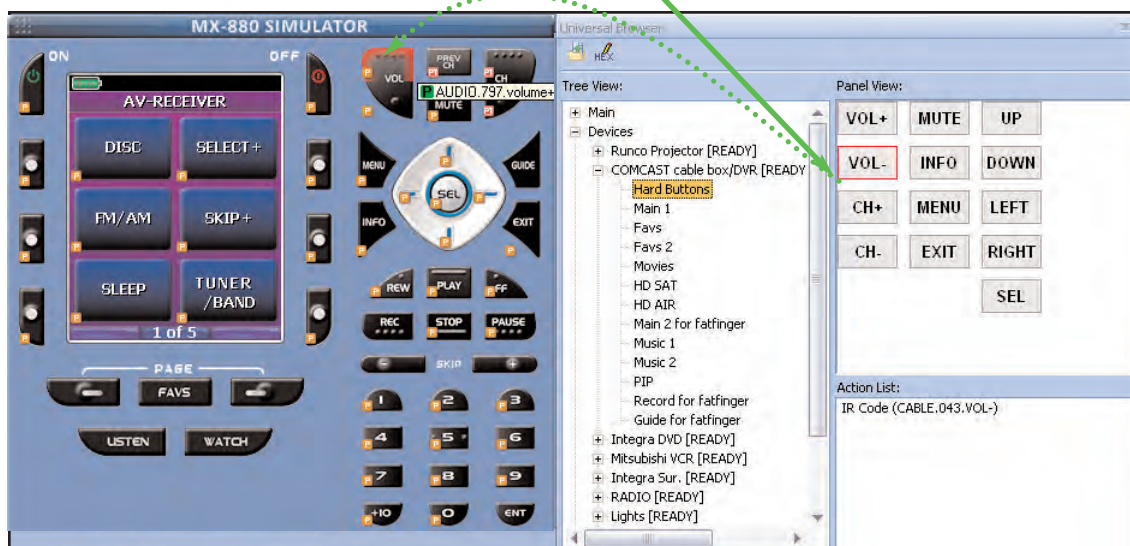 MX-880 SIMULATOR
ON
OFF
AV-RECEIVER
DISC
SELECT +
FM/AM
SKIP +
SLEEP
TUNER
/BAND
1 of 5
PAGE
FAVS
LISTEN
WATCH
VOL
PREV
CH
CH
P AUDIO.797.volume+
MUTE
MENU
GUIDE
SEL
INFO
EXIT
REW
PLAY
FF
REC
STOP
PAUSE
- SKIP +
1
2
3
4
5
6
7
8
9
+10
0
ENT
Universal Browser
HEX
Tree View:
Main
Devices
Runco Projector [READY]
COMCAST cable box/DVR [READY
Hard Buttons
Main 1
Favs
Favs 2
Movies
HD SAT
HD AIR
Main 2 for fatfinger
Music 1
Music 2
PIP
Record for fatfinger
Guide for fatfinger
Integra DVD [READY]
Mitsubishi VCR [READY]
Integra Sur. [READY]
RADIO [READY]
Lights [READY]
Panel View:
VOL+
MUTE
UP
VOL-
INFO
DOWN
CH+
MENU
LEFT
CH-
EXIT
RIGHT
SEL
Action List:
IR Code (CABLE.043.VOL-)